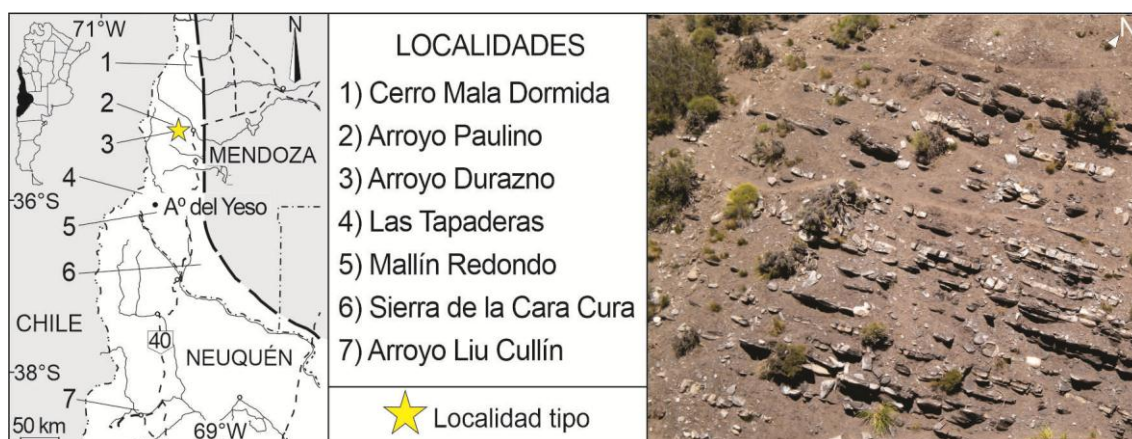 71°W
N
1
2
3
MENDOZA
4
36°S
Aº del Yeso
5
6
CHILE
40
NEUQUÉN
38°S
7
69°W
50 km
LOCALIDADES
1) Cerro Mala Dormida
2) Arroyo Paulino
3) Arroyo Durazno
4) Las Tapaderas
5) Mallín Redondo
6) Sierra de la Cara Cura
7) Arroyo Liu Cullín
Localidad tipo
N